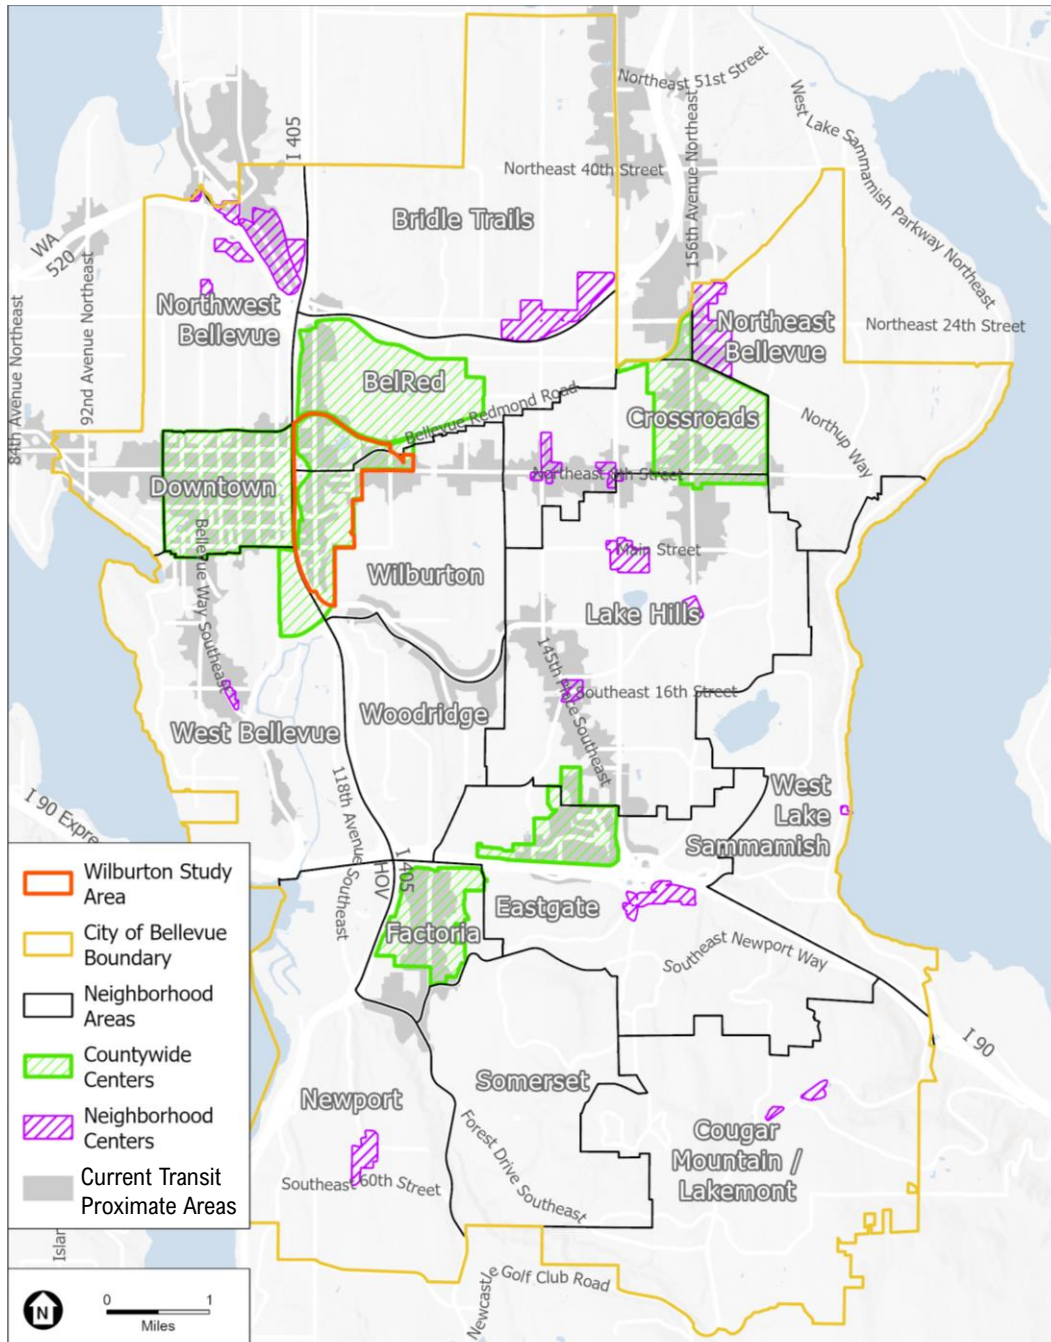 Northeast 51st Street
West Lake Sammamish Parkway Northeast
I 405
156th Avenue Northeast
Northeast 40th Street
Bridle Trails
WA
520
92nd Avenue Northeast
84th Avenue Northeast
Northwest
Bellevue
Northeast
Bellevue
Northeast 24th Street
BelRed
Bellevue Redmond Road
Crossroads
Northup Way
Downtown
Northeast 8th Street
Main Street
Bellevue Way Southeast
Wilburton
Lake Hills
145th Place Southeast
Southeast 16th Street
Woodridge
West Bellevue
118th Avenue Southeast
West
Lake
Sammamish
I 90 Expre
I 405
HOV
Eastgate
Factoria
Southeast Newport Way
I 90
Somerset
Newport
Cougar
Mountain /
Lakemont
Forest Drive Southeast
Southeast 60th Street
Newcastle Golf Club Road
Islan
Wilburton Study
Area
City of Bellevue
Boundary
Neighborhood
Areas
Countywide
Centers
Neighborhood
Centers
Current Transit
Proximate Areas
N
0 1
Miles